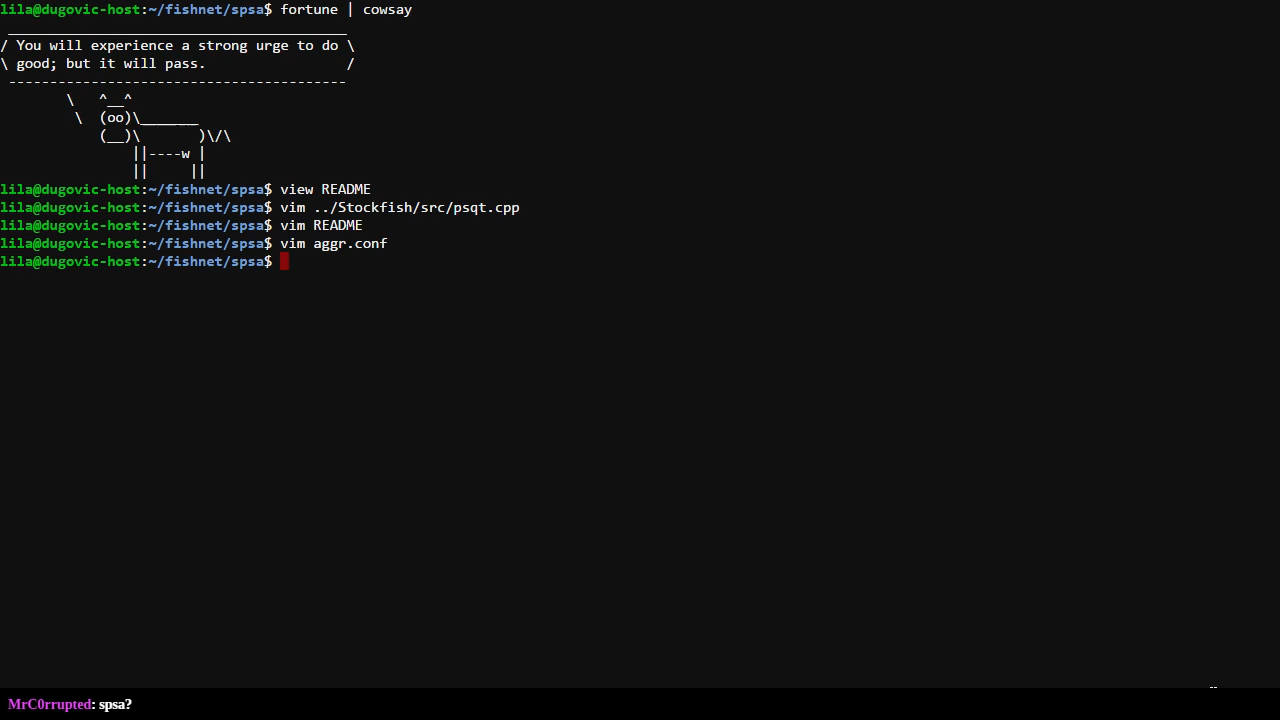 lila@dugovic-host:~/fishnet/spsa$ fortune | cowsay
 _________________________________________
/ You will experience a strong urge to do \
\ good; but it will pass.                 /
 -----------------------------------------
        \   ^__^
         \  (oo)\_______
            (__)\       )\/\
                ||----w |
                ||     ||
lila@dugovic-host:~/fishnet/spsa$ view README
lila@dugovic-host:~/fishnet/spsa$ vim ../Stockfish/src/psqt.cpp
lila@dugovic-host:~/fishnet/spsa$ vim README
lila@dugovic-host:~/fishnet/spsa$ vim aggr.conf
lila@dugovic-host:~/fishnet/spsa$
MrC0rrupted: spsa?